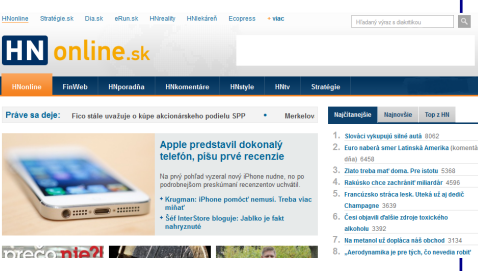 HNonline Stratégie.sk Dia.sk eRun.sk HNreality HNlekáreň Ecopress + viac
Hľadaný výraz s diakritikou
HN online.sk
HNonline FinWeb HNporadňa HNkomentáre HNstyle HNtv Stratégie
Práve sa deje: Fico stále uvažuje o kúpe akcionárskeho podielu SPP • Merkelov
Najčítanejšie Najnovšie Top z HN
Apple predstavil dokonalý
telefón, píšu prvé recenzie
Na prvý pohľad vyzeral nový iPhone nudne, no po
podrobnejšom preskúmaní recenzentov uchvátil.
Krugman: iPhone pomôcť nemusí. Treba viac
míňať
Šéf InterStore bloguje: Jablko je fakt
nahryznuté
1. Slováci vykupujú silné autá 8062
2. Euro naberá smer Latinská Amerika (komentá
dňa) 6458
3. Zlato treba mať doma. Pre istotu 5368
4. Rakúsko chce zachrániť miliardár 4596
5. Francúzsko stráca lesk. Uteká už aj dedič
Champagne 3639
6. Česi objavili ďalšie zdroje toxického
alkoholu 3392
7. Na metanol už dopláca náš obchod 3134
8. „Aerodynamika je pre tých, čo nevedia robiť
prečo nie?!